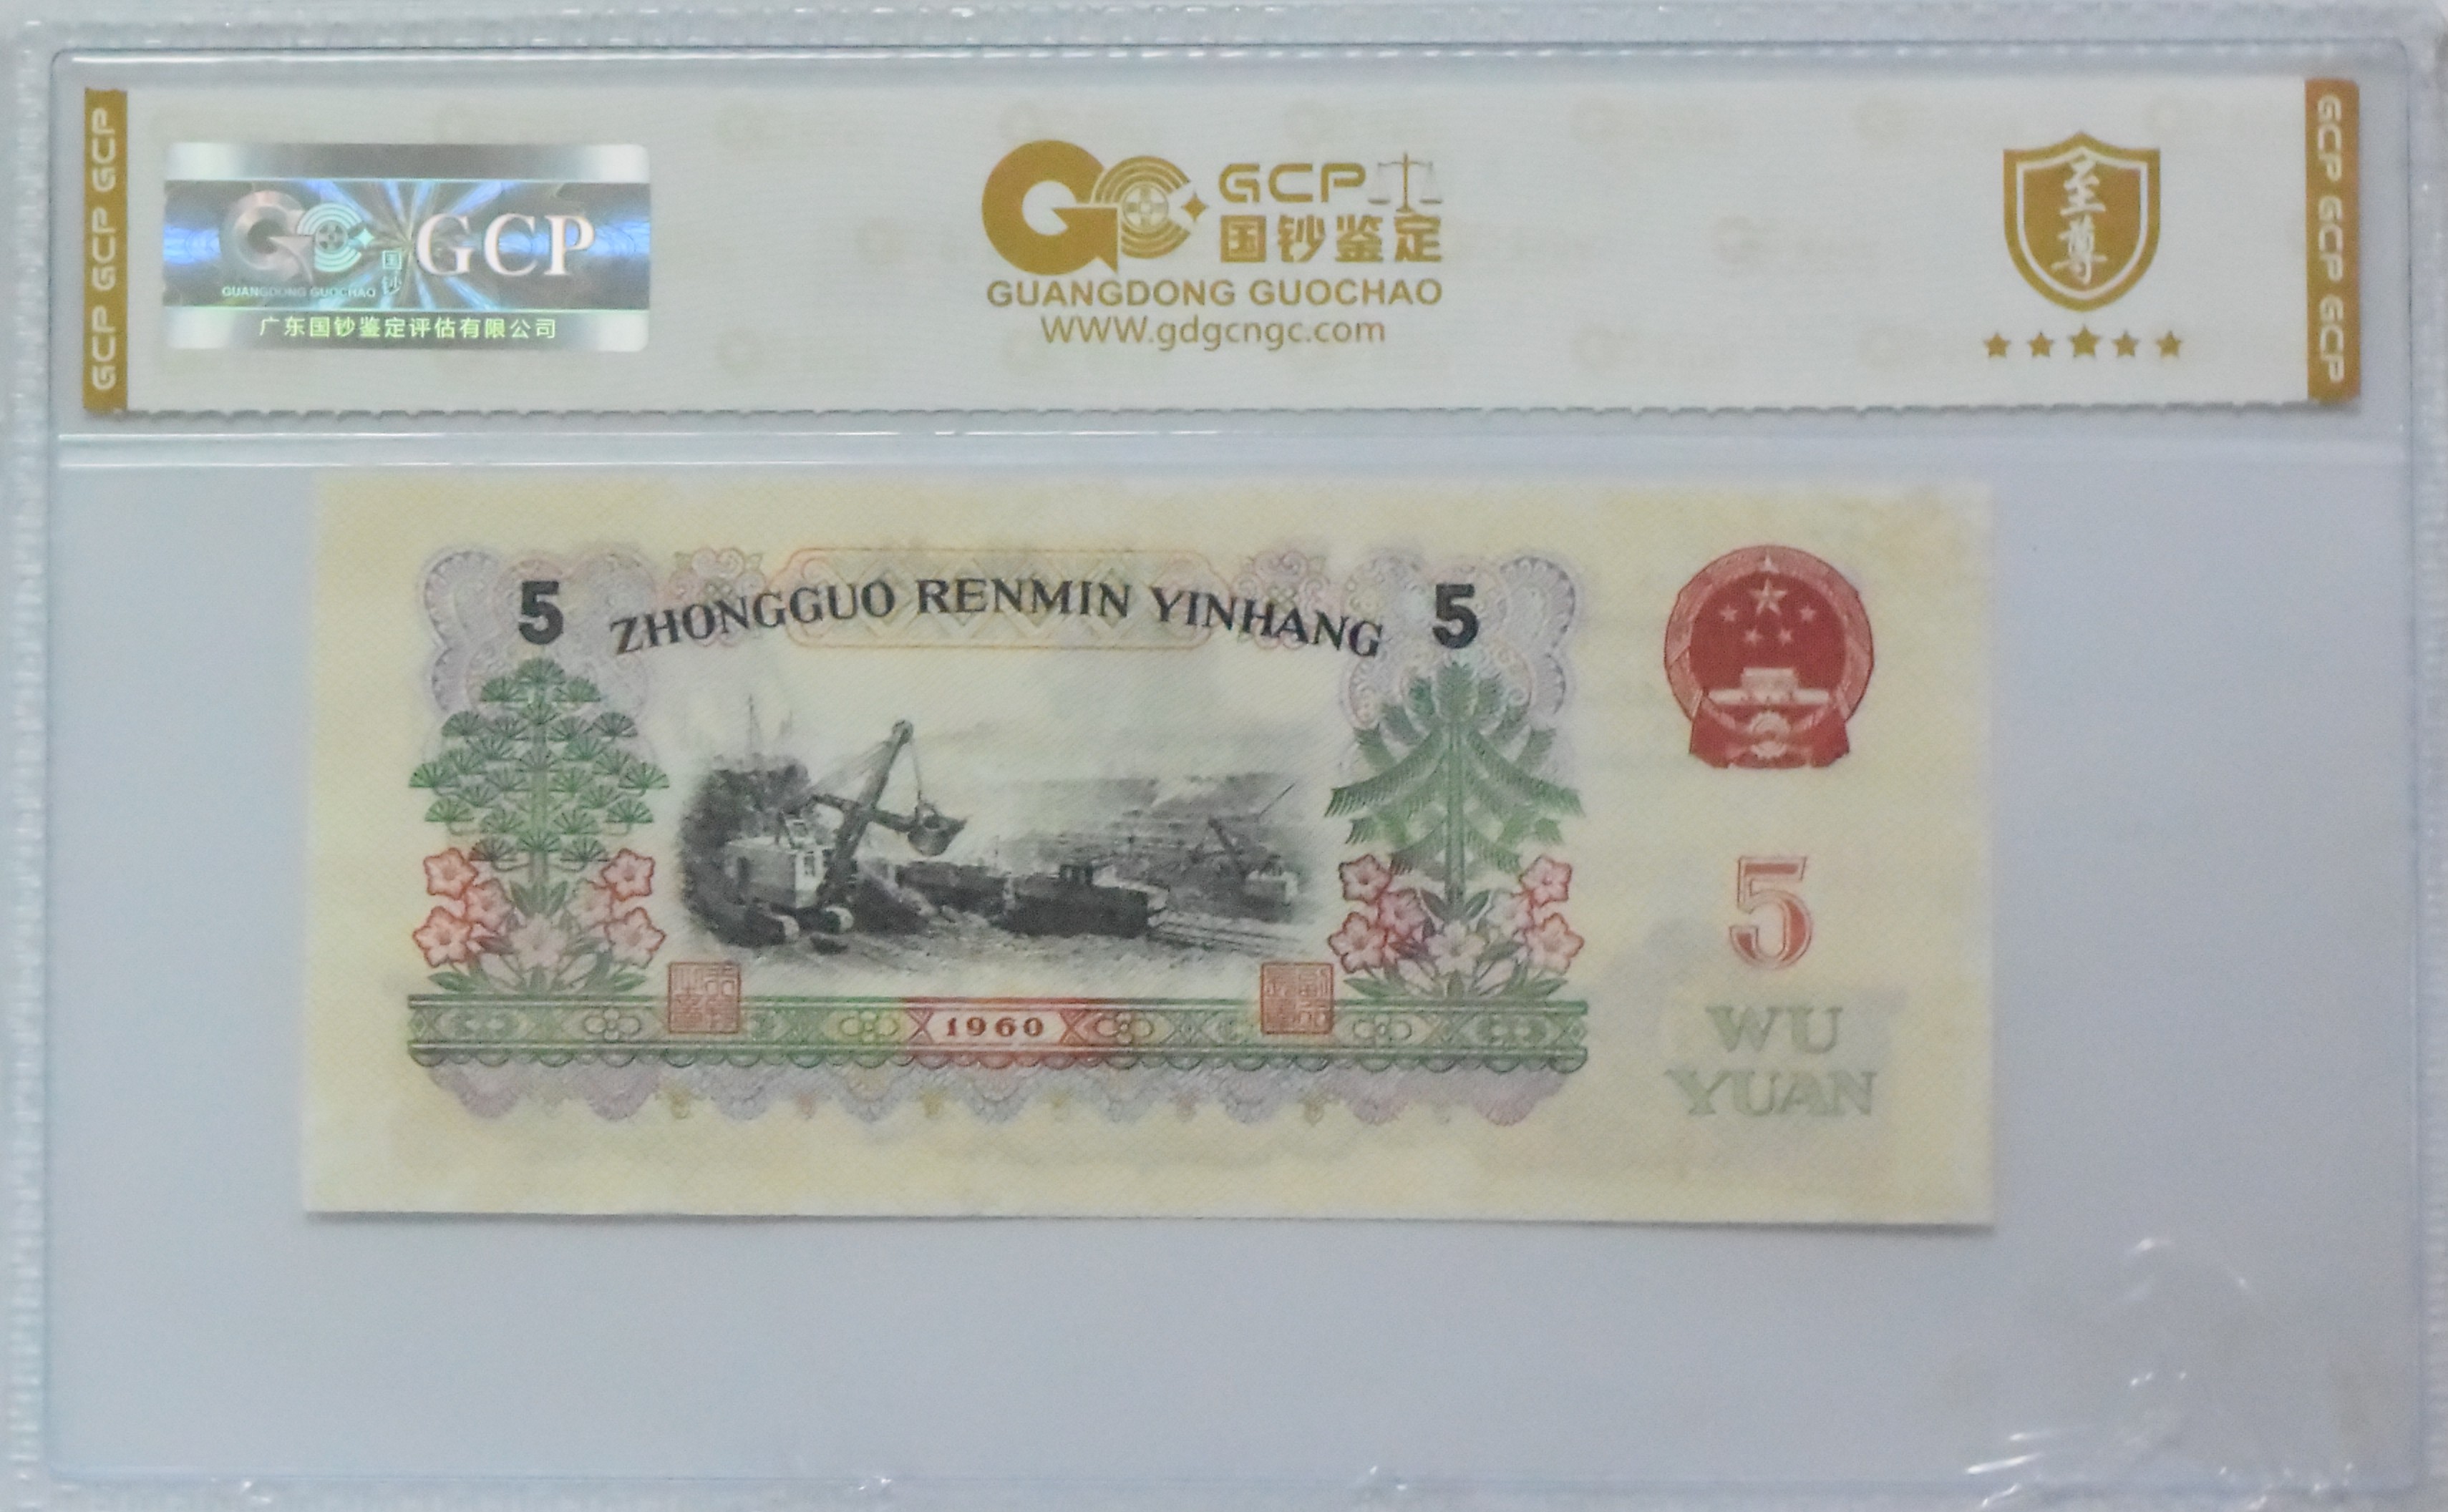 GCP GCP GCP
国钞
GCP
GUANGDONG GUOCHAO
广东国钞鉴定评估有限公司
GCP
国钞鉴定
GUANGDONG GUOCHAO
WWW.gdgcngc.com
至尊
GCP GCP GCP
5 ZHONGGUO RENMIN YINHANG 5
1960
5
WU
YUAN